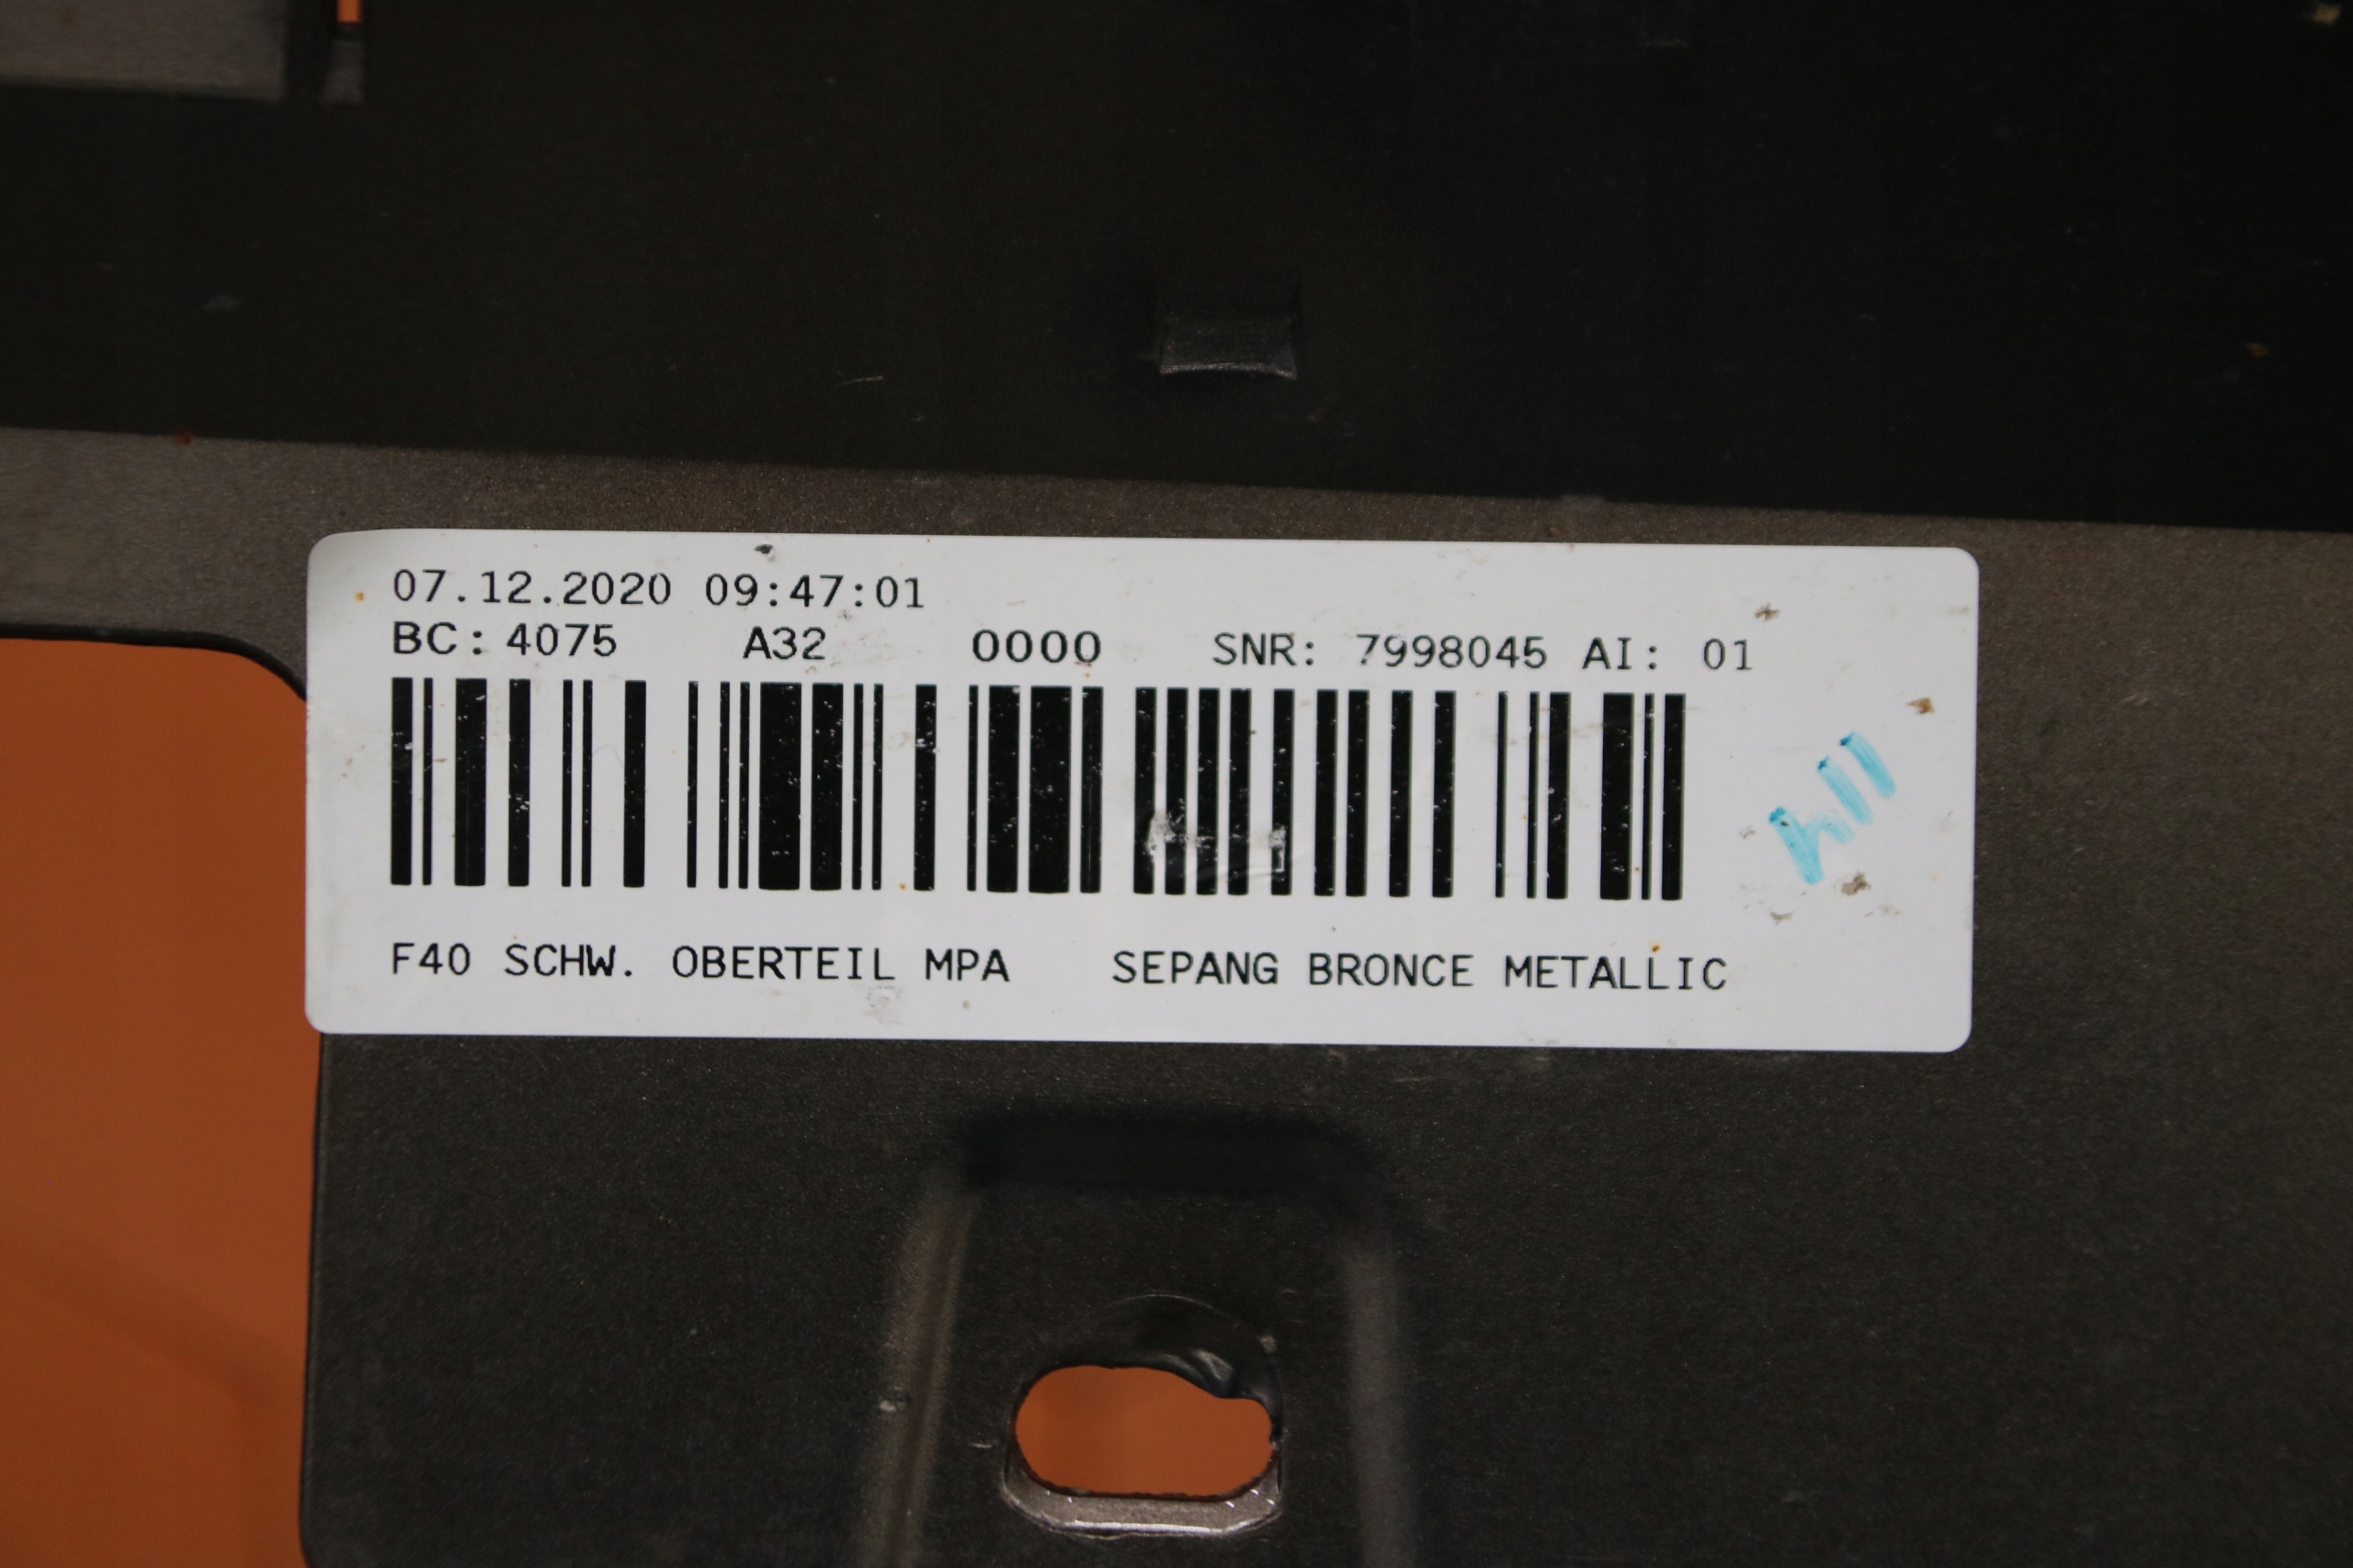 07.12.2020 09:47:01
BC: 4075 A32 0000 SNR: 7998045 AI: 01
114
F40 SCHW. OBERTEIL MPA SEPANG BRONCE METALLIC